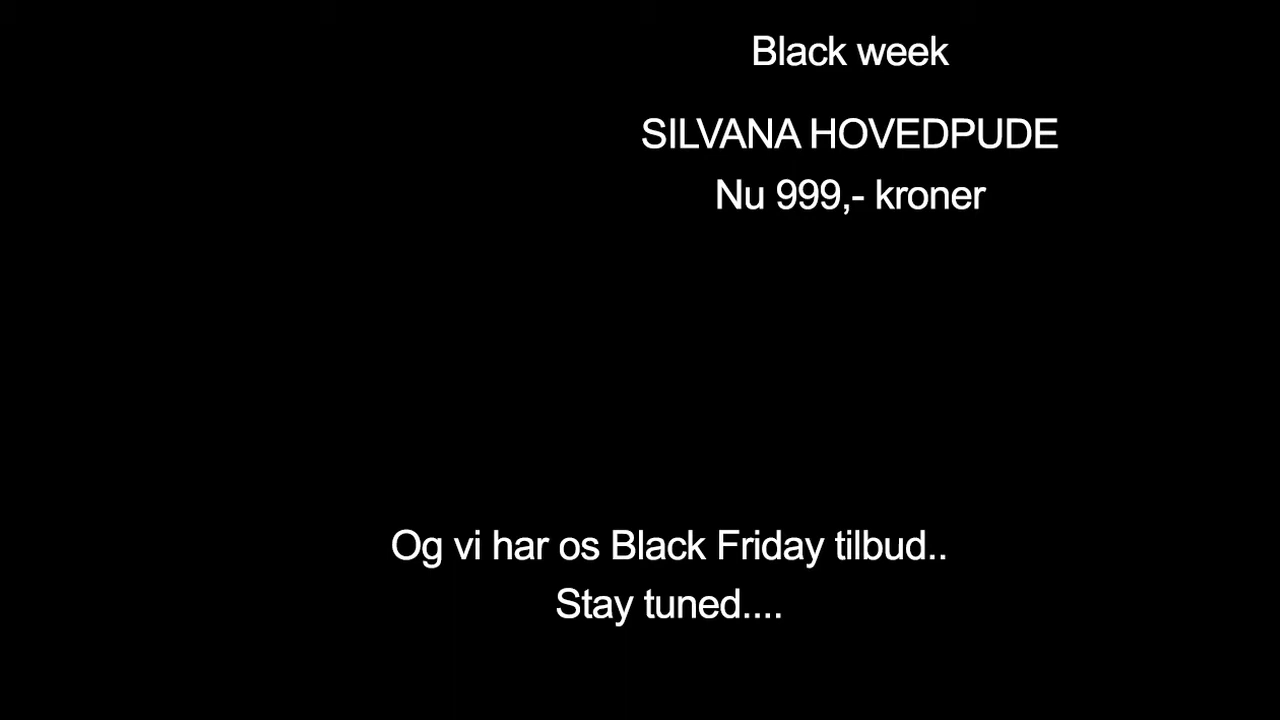 Black week
SILVANA HOVEDPUDE
Nu 999,- kroner
Og vi har os Black Friday tilbud..
Stay tuned....